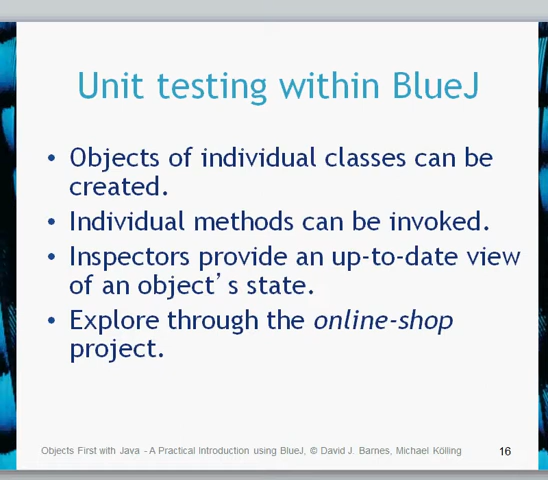 Unit testing within BlueJ
• Objects of individual classes can be
created.
• Individual methods can be invoked.
• Inspectors provide an up-to-date view
of an object's state.
• Explore through the online-shop
project.
Objects First with Java - A Practical Introduction using BlueJ, © David J. Barnes, Michael Kölling
16